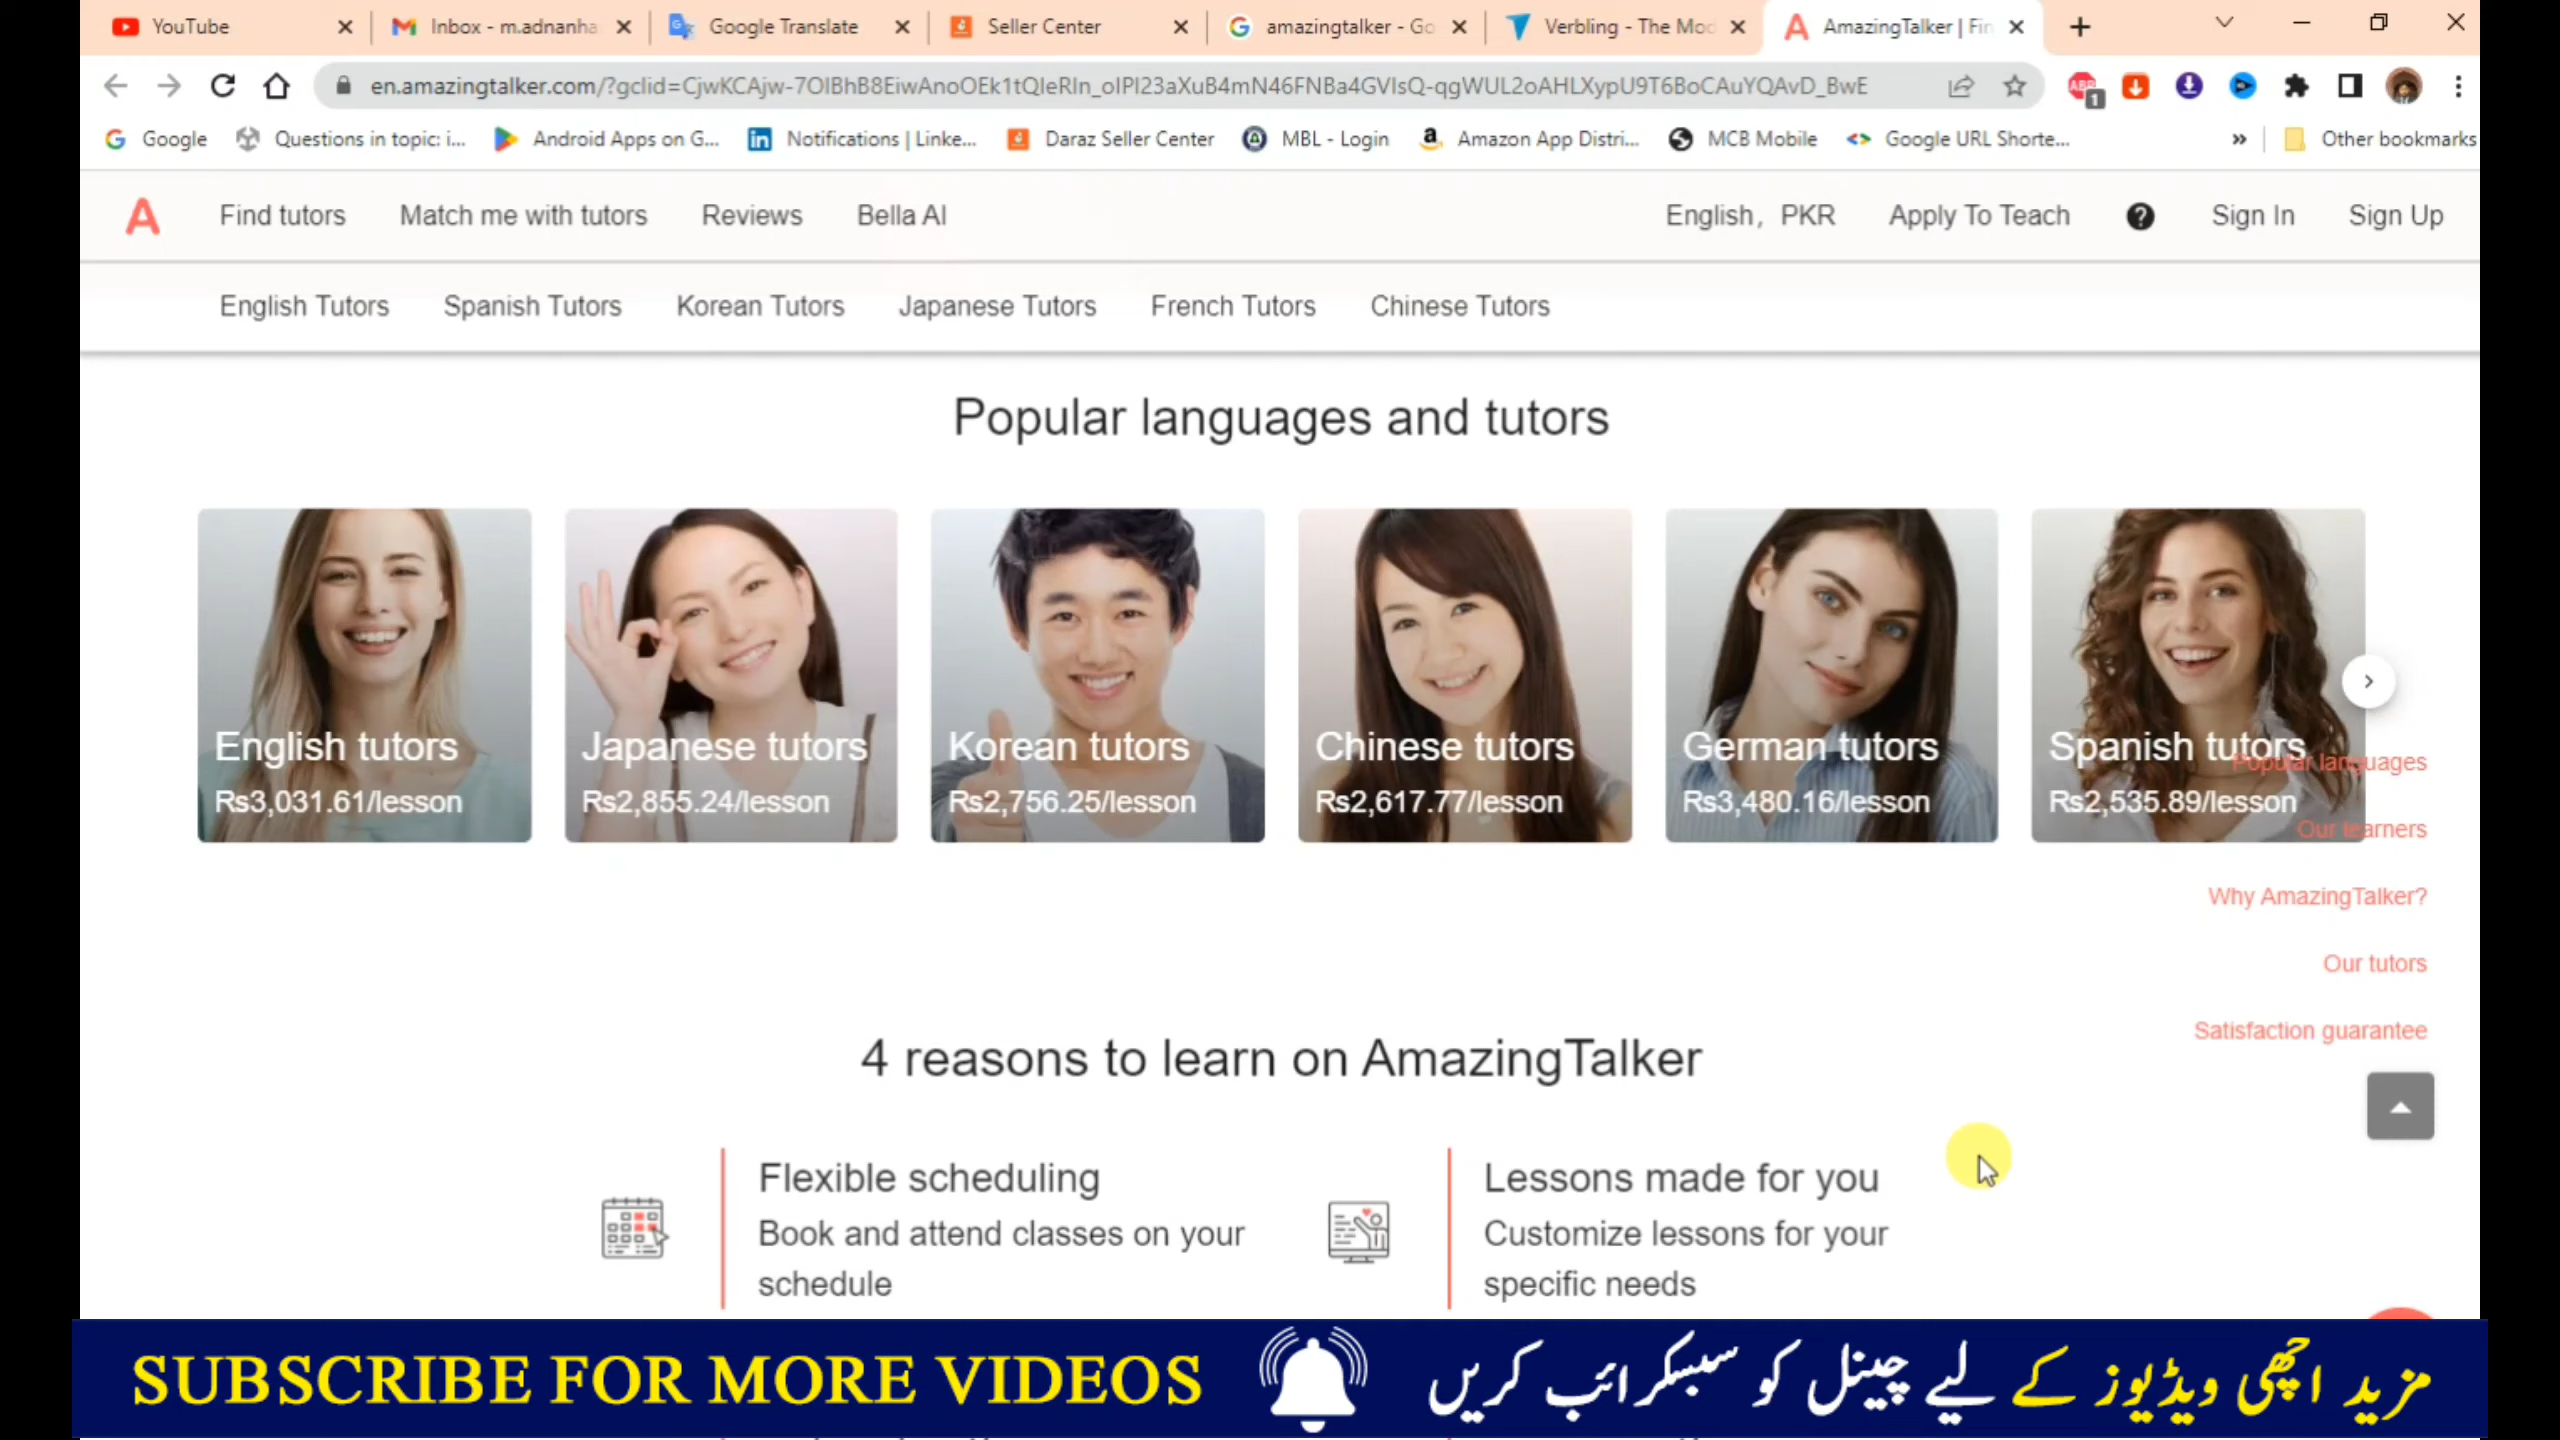 YouTube
Inbox - m.adnanha
Google Translate
Seller Center
amazingtalker - Go
Verbling - The Mod
AmazingTalker | Fin
en.amazingtalker.com/?gclid=CjwKCAjw-7OlBhB8EiwAnoOEk1tQleRln_oIPl23aXuB4mN46FNBa4GVlsQ-qgWUL2oAHLXypU9T6BoCAuYQAvD_BwE
ABP
1
Google
Questions in topic: i...
Android Apps on G...
Notifications | Linke...
Daraz Seller Center
MBL - Login
Amazon App Distri...
MCB Mobile
Google URL Shorte...
»
Other bookmarks
A
Find tutors
Match me with tutors
Reviews
Bella AI
English, PKR
Apply To Teach
?
Sign In
Sign Up
English Tutors
Spanish Tutors
Korean Tutors
Japanese Tutors
French Tutors
Chinese Tutors
Popular languages and tutors
English tutors
Rs3,031.61/lesson
Japanese tutors
Rs2,855.24/lesson
Korean tutors
Rs2,756.25/lesson
Chinese tutors
Rs2,617.77/lesson
German tutors
Rs3,480.16/lesson
Spanish tutors
Rs2,535.89/lesson
Popular languages
Our learners
Why AmazingTalker?
Our tutors
Satisfaction guarantee
4 reasons to learn on AmazingTalker
Flexible scheduling
Book and attend classes on your
schedule
Lessons made for you
Customize lessons for your
specific needs
SUBSCRIBE FOR MORE VIDEOS
مزید اچھی ویڈیوز کے لیے چینل کو سبسکرائب کریں